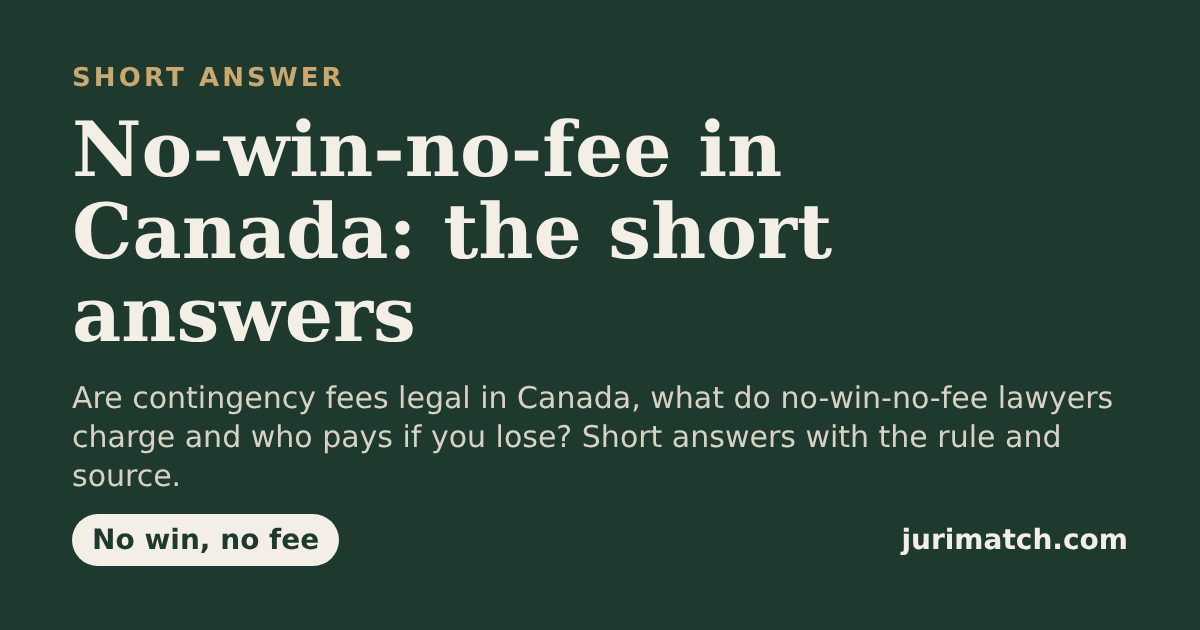 SHORT ANSWER
No-win-no-fee in
Canada: the short
answers
Are contingency fees legal in Canada, what do no-win-no-fee lawyers
charge and who pays if you lose? Short answers with the rule and
source.
No win, no fee
jurimatch.com